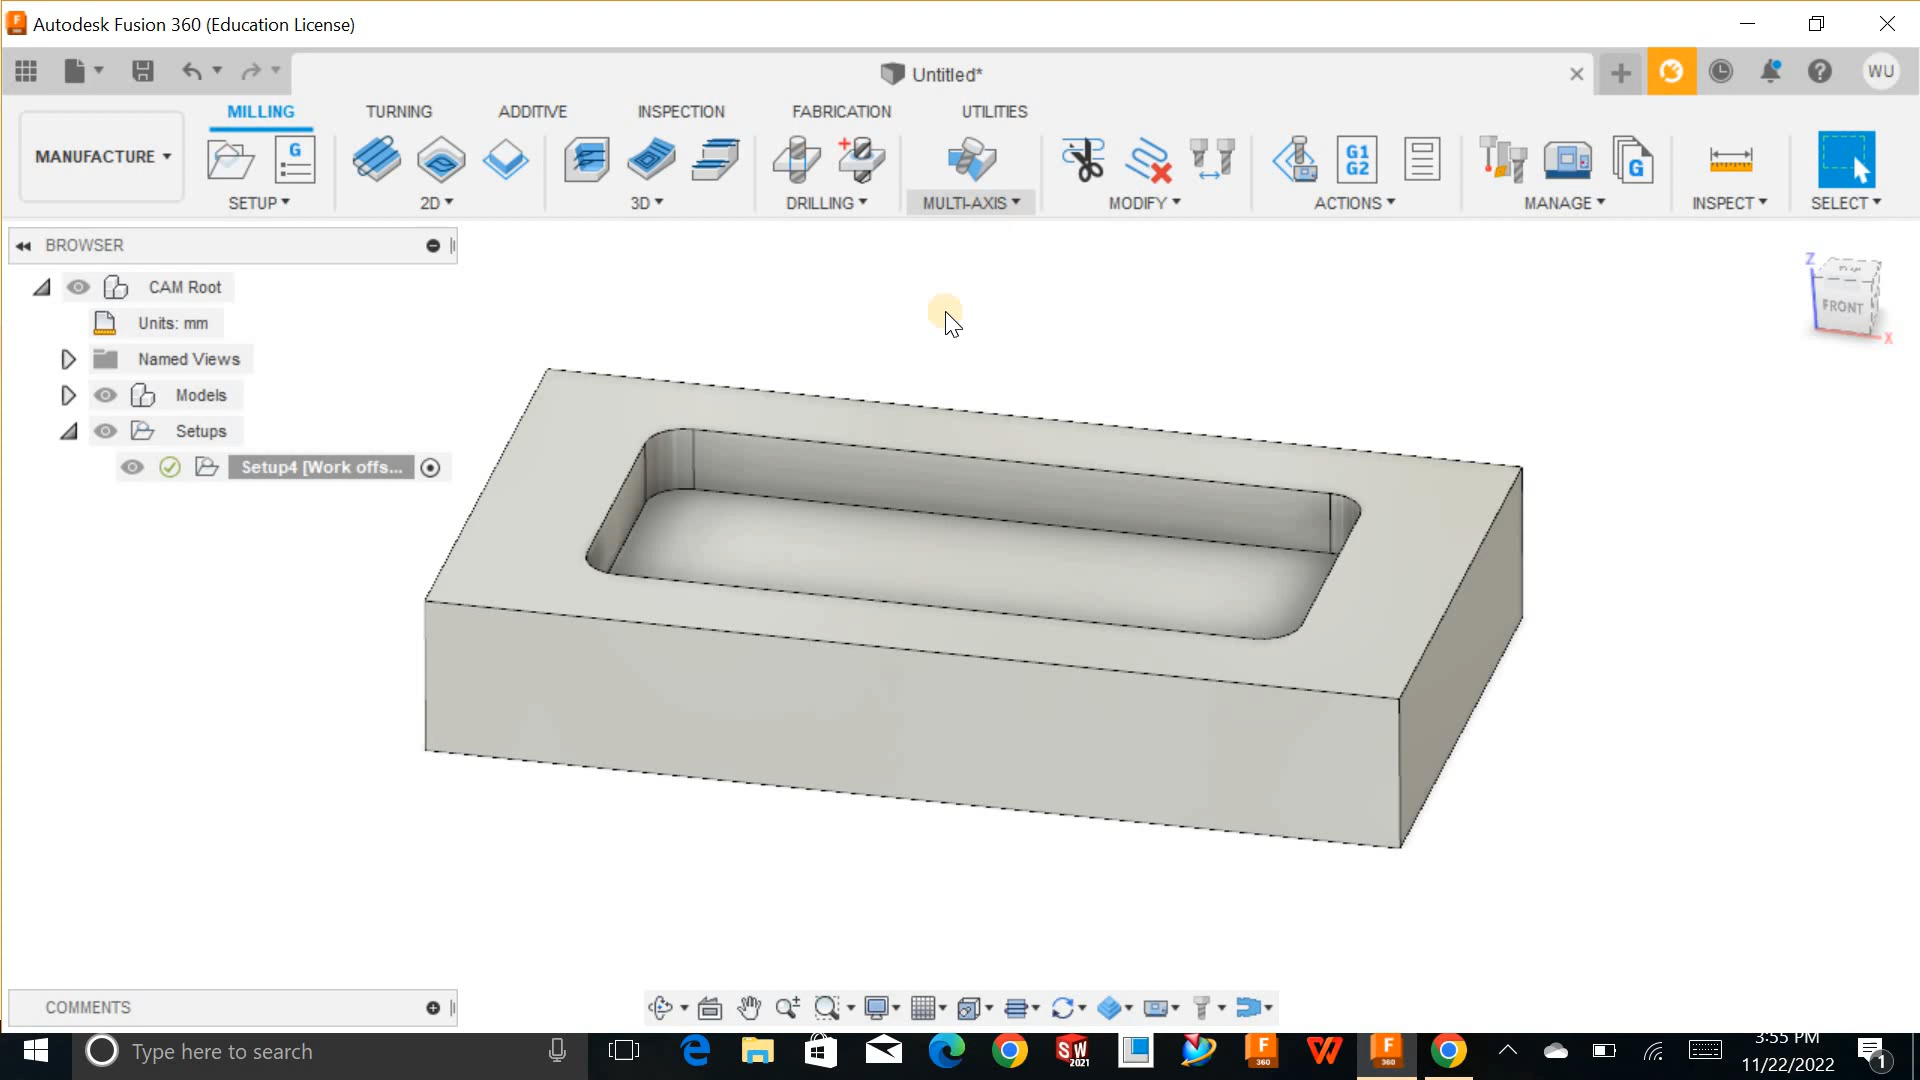 Autodesk Fusion 360 (Education License)
Untitled*
WU
MILLING TURNING ADDITIVE INSPECTION FABRICATION UTILITIES
MANUFACTURE
G
G1
G2
G
SETUP 2D 3D DRILLING MULTI-AXIS MODIFY ACTIONS MANAGE INSPECT SELECT
BROWSER
CAM Root
Units: mm
Named Views
Models
Setups
Setup4 [Work offs...
Z
TOP
FRONT
X
COMMENTS
Type here to search
SW
2021
F
360
F
360
3:55 PM
11/22/2022
1